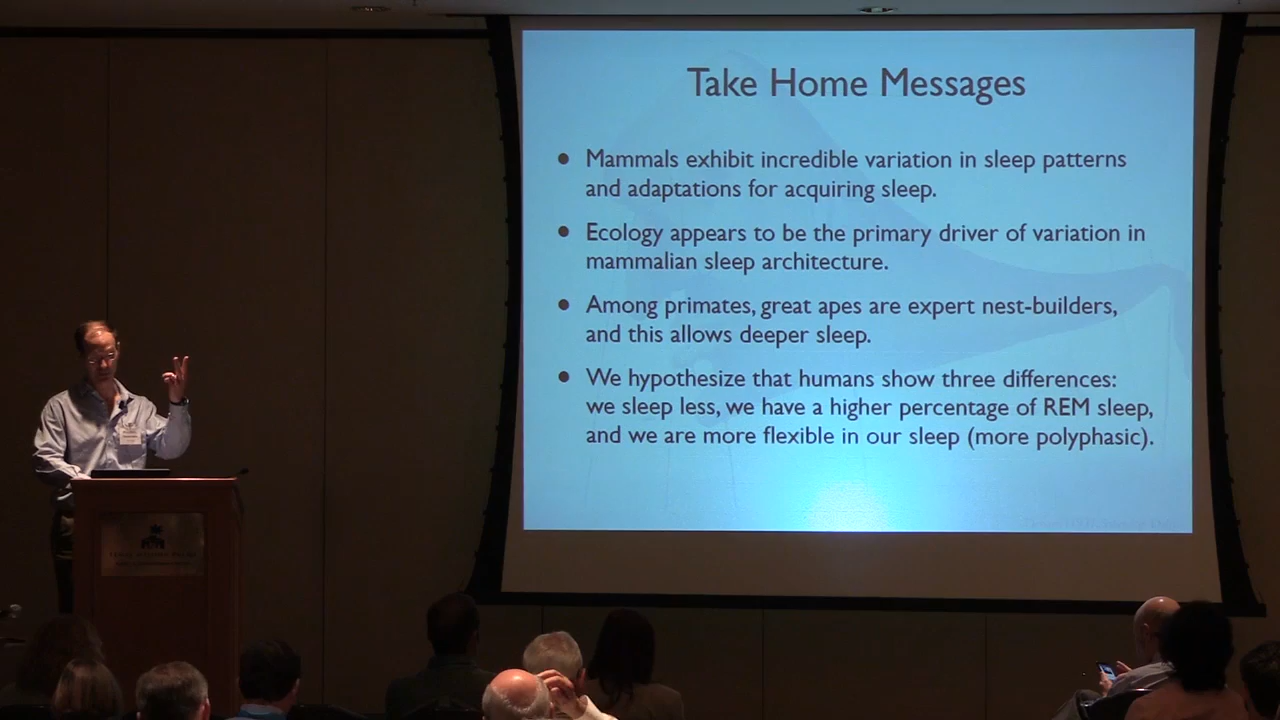 Take Home Messages
• Mammals exhibit incredible variation in sleep patterns
and adaptations for acquiring sleep.
• Ecology appears to be the primary driver of variation in
mammalian sleep architecture.
• Among primates, great apes are expert nest-builders,
and this allows deeper sleep.
• We hypothesize that humans show three differences:
we sleep less, we have a higher percentage of REM sleep,
and we are more flexible in our sleep (more polyphasic).